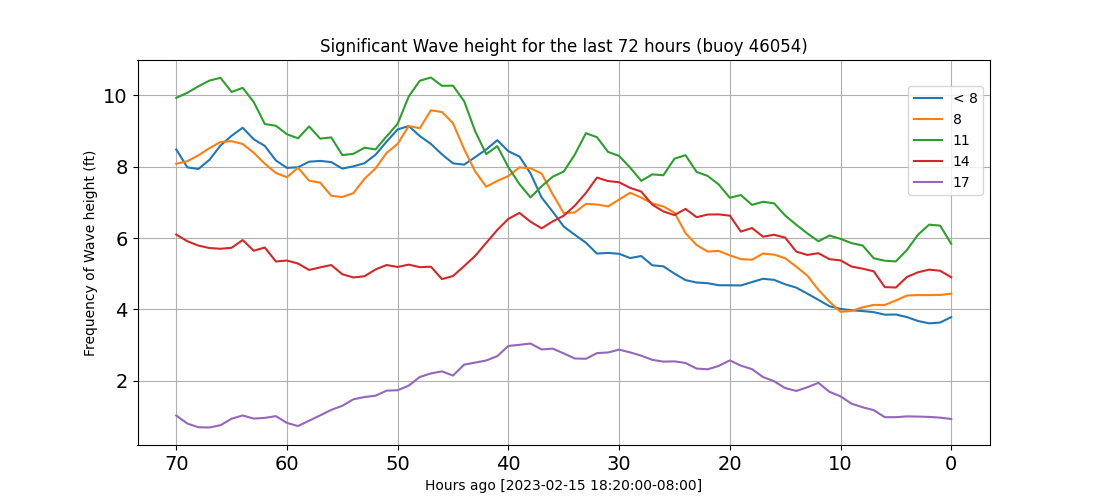 Significant Wave height for the last 72 hours (buoy 46054)
Frequency of Wave height (ft)
10
8
6
4
2
< 8
8
11
14
17
70 60 50 40 30 20 10 0
Hours ago [2023-02-15 18:20:00-08:00]